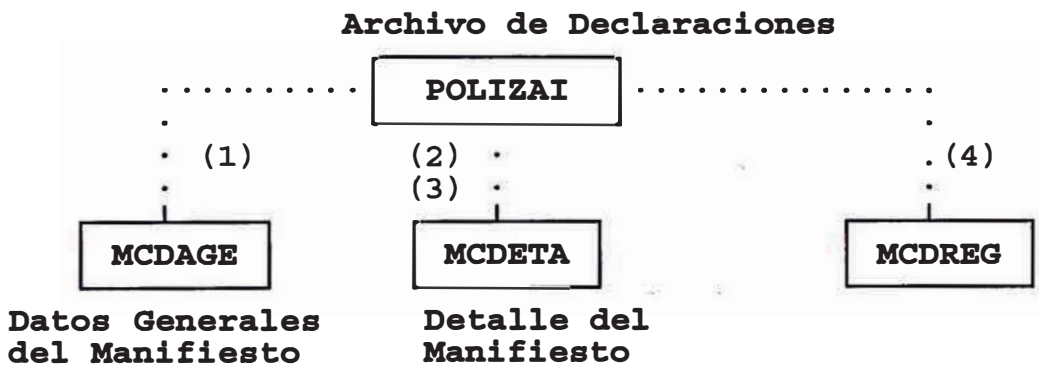 Archivo de Declaraciones
POLIZAI
(1) (2) (4)
(3)
MCDAGE MCDETA MCDREG
Datos Generales Detalle del
del Manifiesto Manifiesto